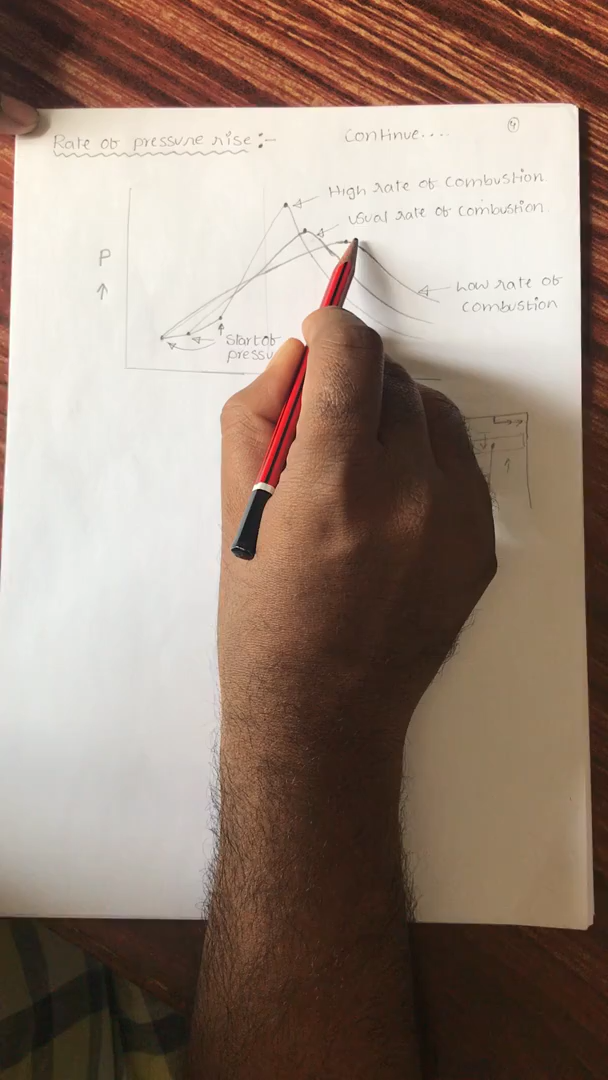 Rate of pressure rise :-
Continue....
4
High rate of combustion
Usual rate of combustion.
P
Low rate of
combustion
Start of